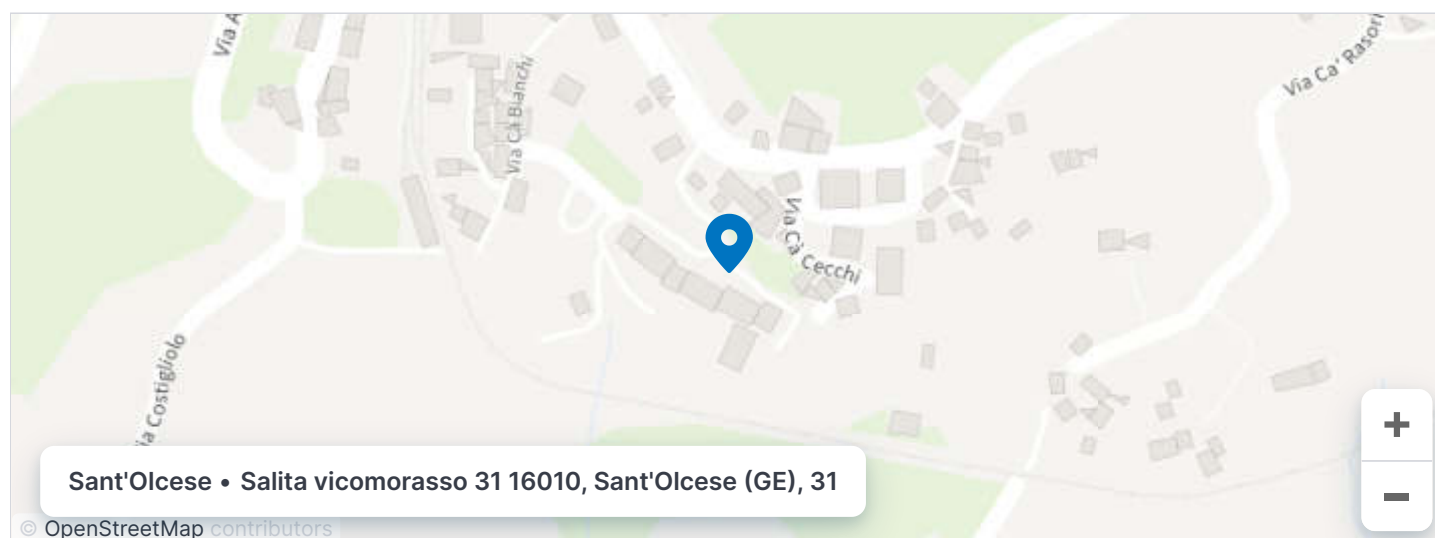 Via A
Via Cà Bianchi
Via Ca' Rasori
Via Cà Cecchi
ia Costigliolo
Sant'Olcese • Salita vicomorasso 31 16010, Sant'Olcese (GE), 31
+
−
© OpenStreetMap contributors